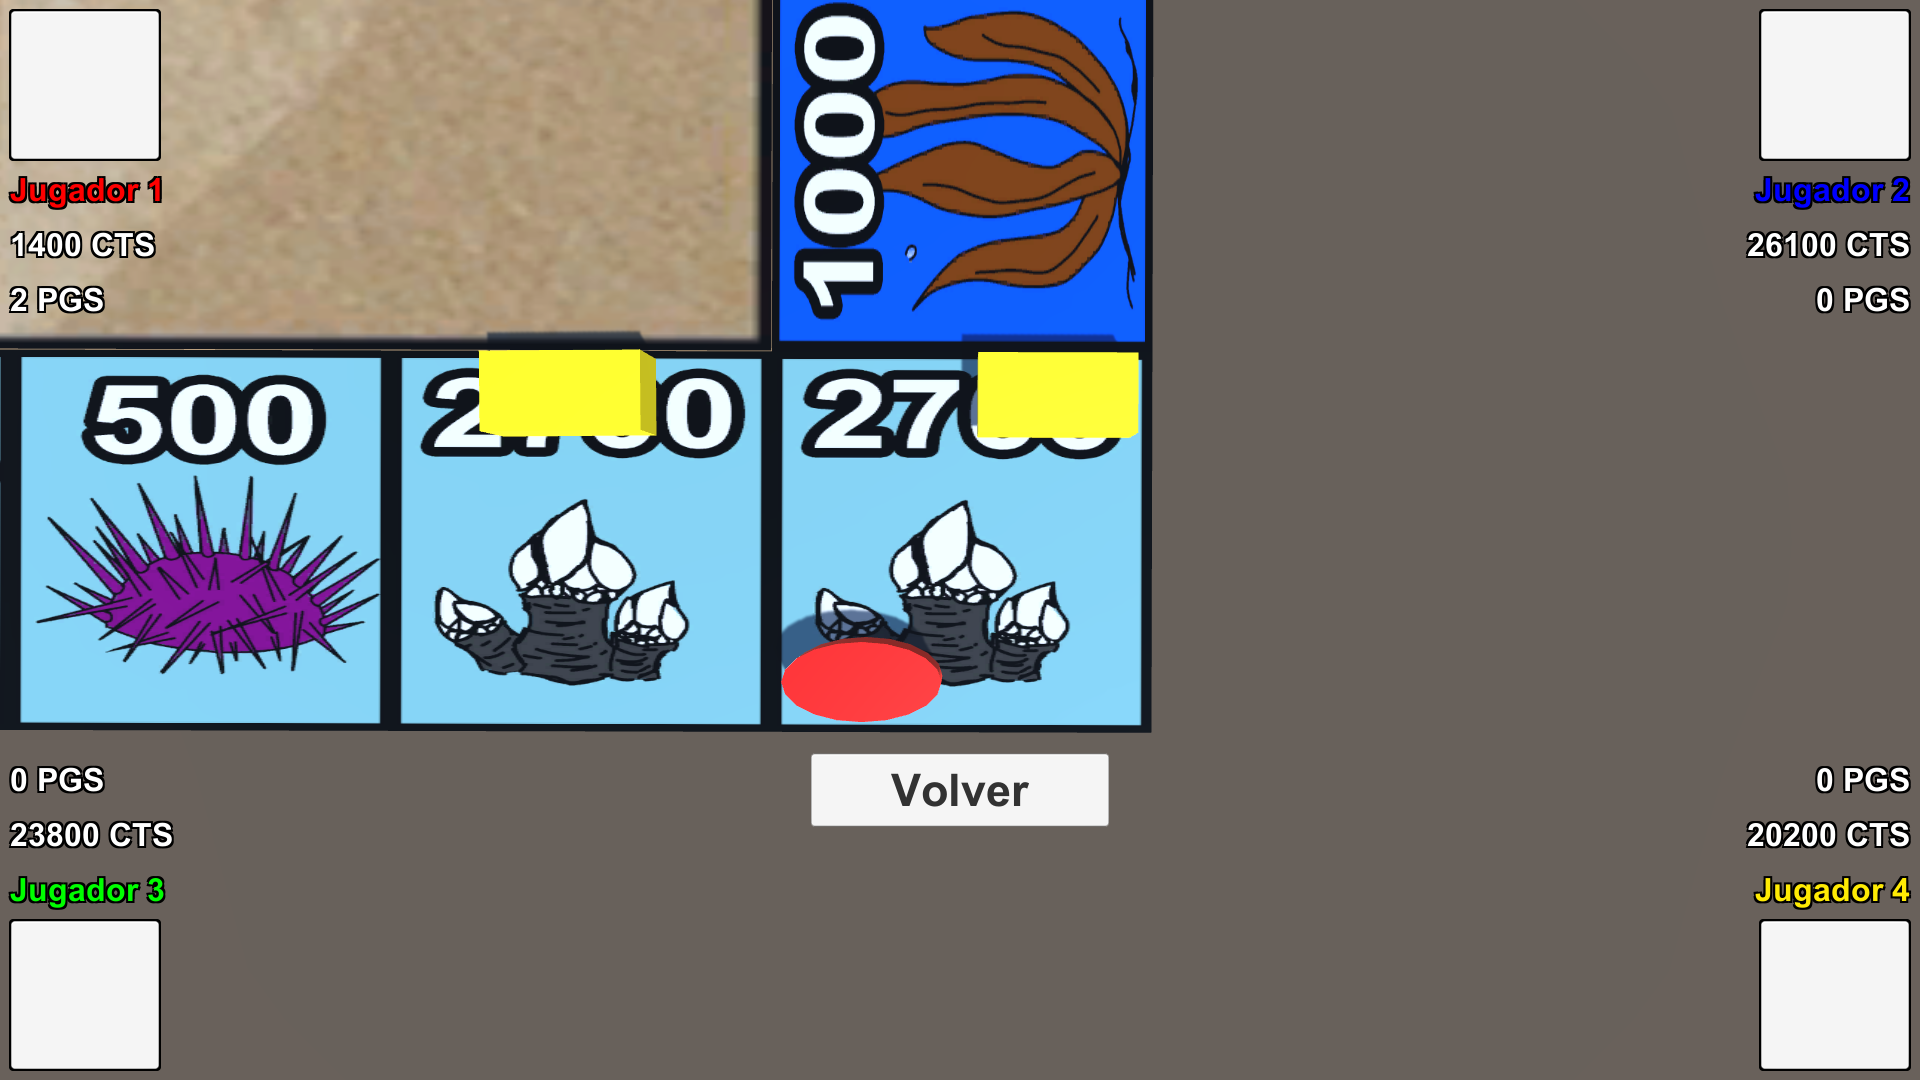 Jugador 1
1400 CTS
2 PGS
Jugador 2
26100 CTS
0 PGS
1000
500
Volver
0 PGS
23800 CTS
Jugador 3
0 PGS
20200 CTS
Jugador 4